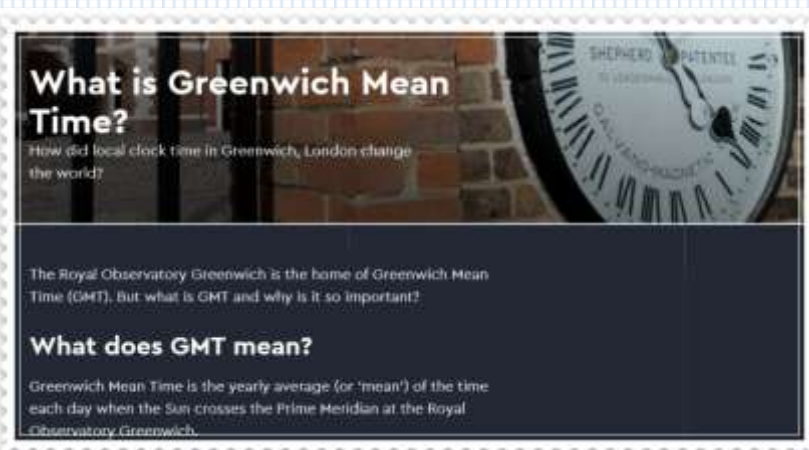 What is Greenwich Mean
Time?
How did local clock time in Greenwich, London change
the world?
SHEPHERD PATENTEE
GALVANO-MAGNETIC
The Royal Observatory Greenwich is the home of Greenwich Mean
Time (GMT). But what is GMT and why is it so important?
What does GMT mean?
Greenwich Mean Time is the yearly average (or 'mean') of the time
each day when the Sun crosses the Prime Meridian at the Royal
Observatory Greenwich.